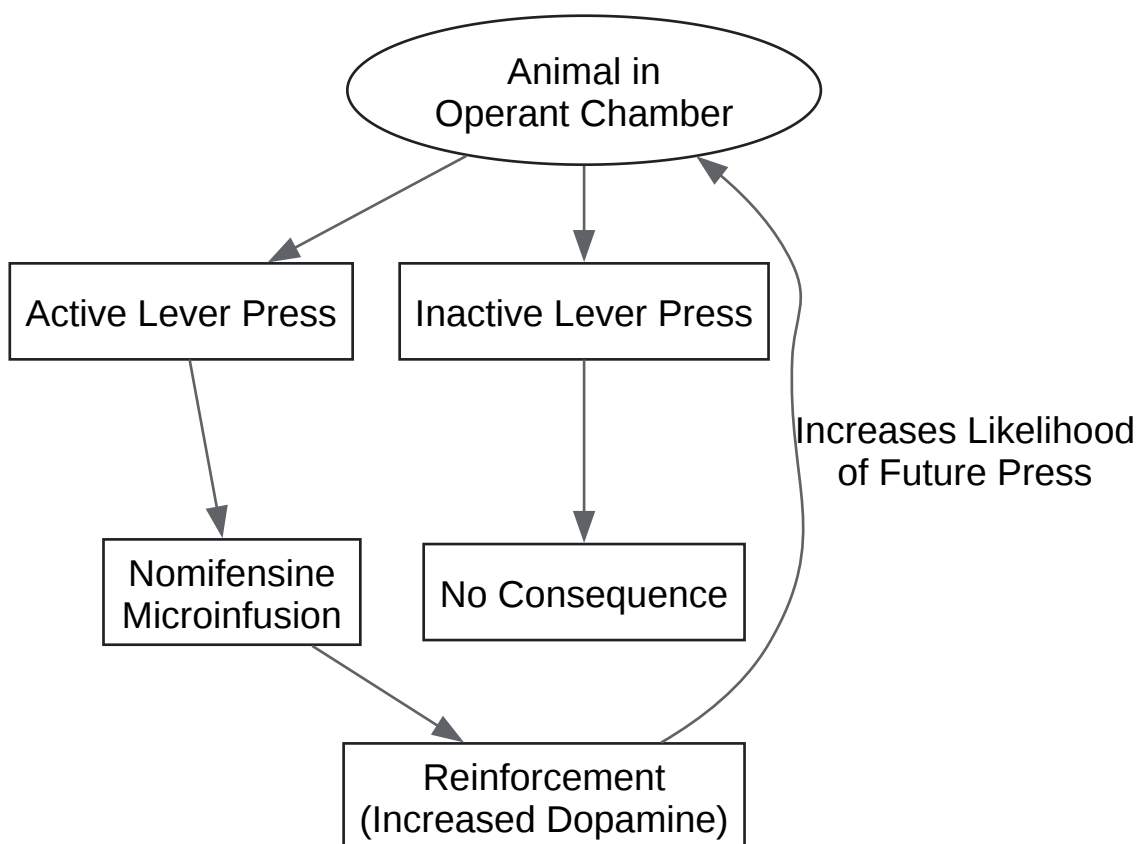 Animal in
Operant Chamber
Active Lever Press
Inactive Lever Press
Increases Likelihood
of Future Press
Nomifensine
Microinfusion
No Consequence
Reinforcement
(Increased Dopamine)